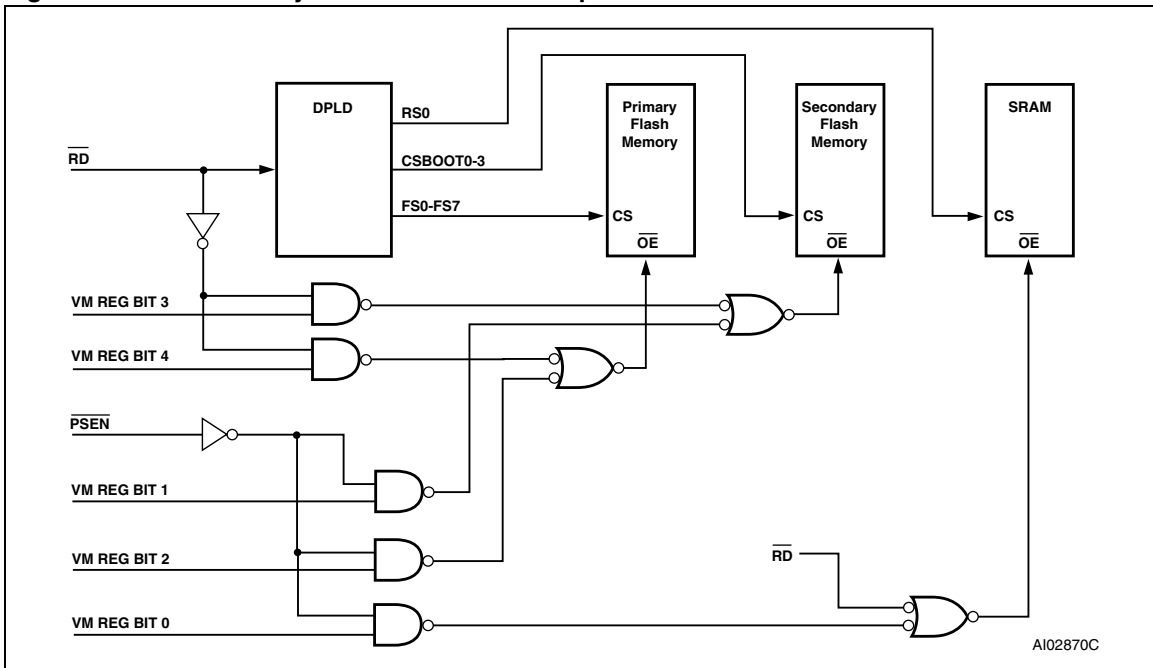 DPLD
RS0
CSBOOT0-3
FS0-FS7
Primary
Flash
Memory
CS
OE
Secondary
Flash
Memory
CS
OE
SRAM
CS
OE
RD
VM REG BIT 3
VM REG BIT 4
PSEN
VM REG BIT 1
VM REG BIT 2
VM REG BIT 0
RD
AI02870C